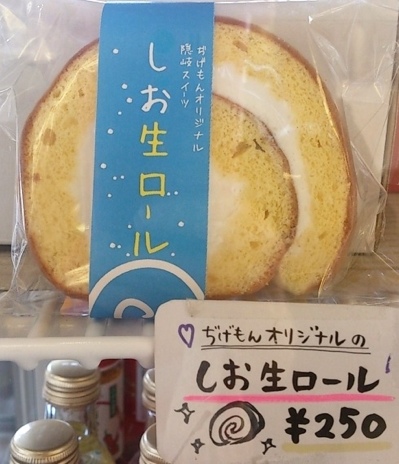 ぢげもんオリジナル
隠岐スイーツ
しお生ロール
ぢげもんオリジナルの
しお生ロール
¥250